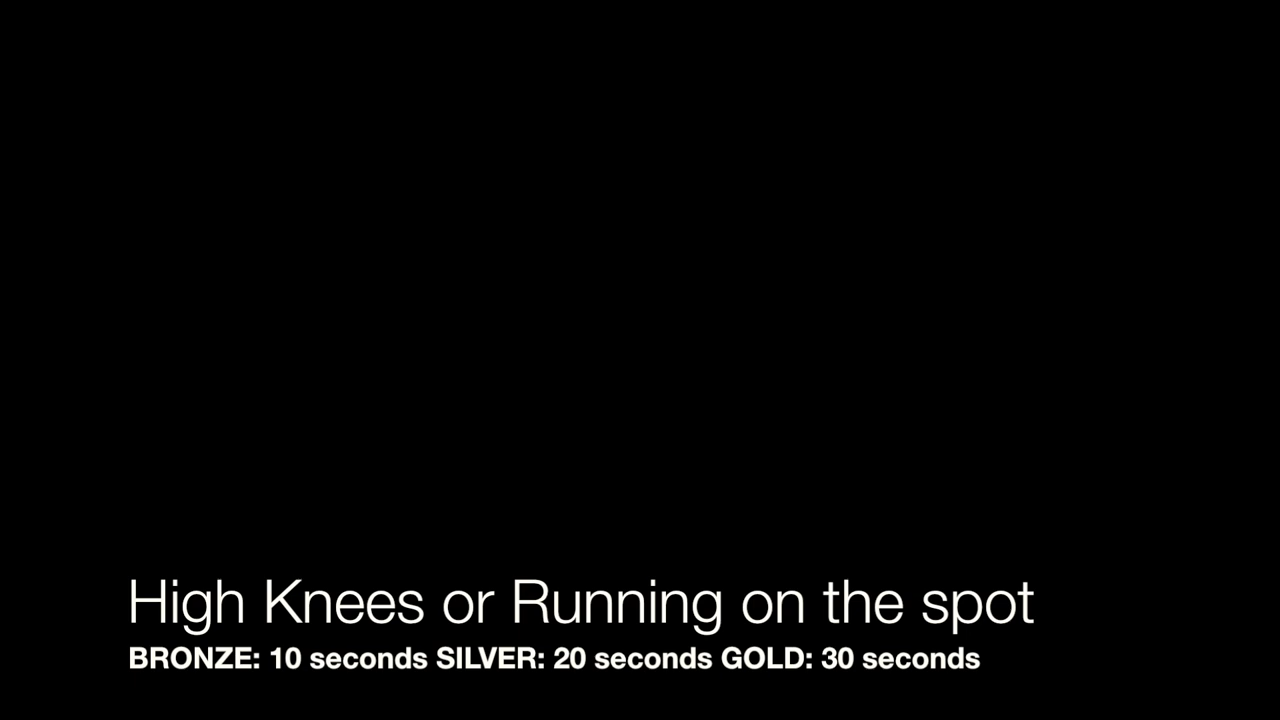 High Knees or Running on the spot
BRONZE: 10 seconds SILVER: 20 seconds GOLD: 30 seconds